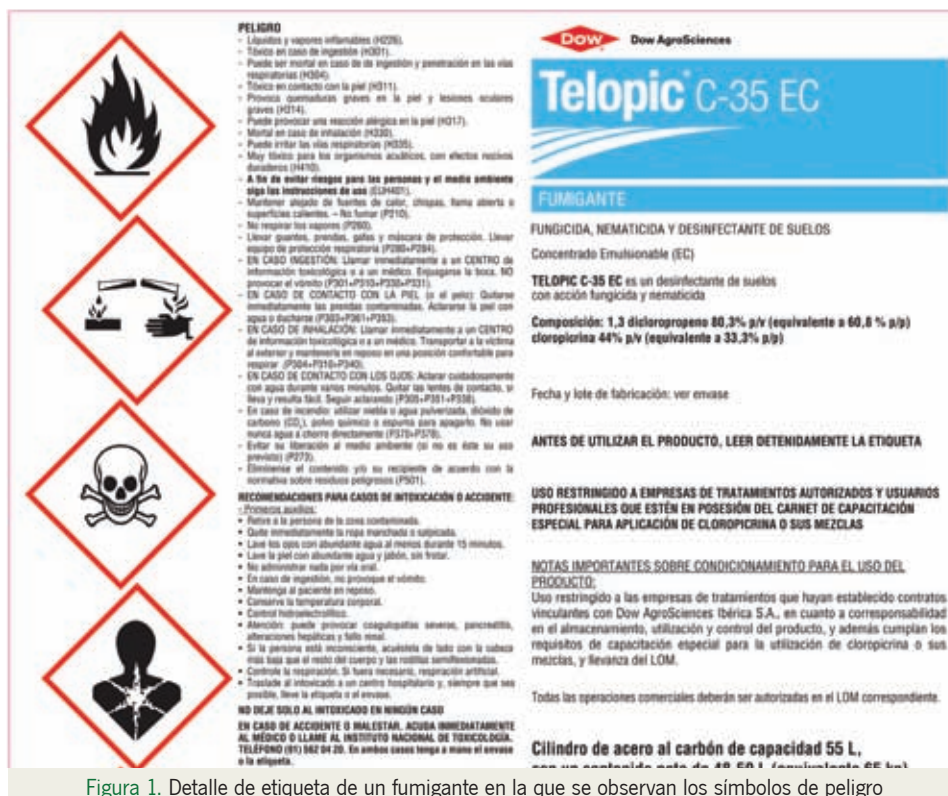 PELIGRO
- Líquidos y vapores inflamables (H226).
- Tóxico en caso de ingestión (H301).
- Puede ser mortal en caso de de ingestión y penetración en las vías
respiratorias (H304).
- Tóxico en contacto con la piel (H311).
- Provoca quemaduras graves en la piel y lesiones oculares
graves (H314).
- Puede provocar una reacción alérgica en la piel (H317).
- Mortal en caso de inhalación (H330).
- Puede irritar las vías respiratorias (H335).
- Muy tóxico para los organismos acuáticos, con efectos nocivos
duraderos (H410).
- A fin de evitar riesgos para las personas y el medio ambiente
siga las instrucciones de uso (EUH401).
- Mantener alejado de fuentes de calor, chispas, llama abierta o
superficies calientes. – No fumar (P210).
- No respirar los vapores (P260).
- Llevar guantes, prendas, gafas y máscara de protección. Llevar
equipo de protección respiratoria (P280+P284).
- EN CASO INGESTIÓN: Llamar inmediatamente a un CENTRO de
información toxicológica o a un médico. Enjuagarse la boca. NO
provocar el vómito (P301+P310+P330+P331).
- EN CASO DE CONTACTO CON LA PIEL (o el pelo): Quitarse
inmediatamente las prendas contaminadas. Aclararse la piel con
agua o ducharse (P303+P361+P353).
- EN CASO DE INHALACIÓN: Llamar inmediatamente a un CENTRO
de información toxicológica o a un médico. Transportar a la víctima
al exterior y mantenerla en reposo en una posición confortable para
respirar (P304+P310+P340).
- EN CASO DE CONTACTO CON LOS OJOS: Aclarar cuidadosamente
con agua durante varios minutos. Quitar las lentes de contacto, si
lleva y resulta fácil. Seguir aclarando (P305+P351+P338).
- En caso de incendio: utilizar niebla o agua pulverizada, dióxido de
carbono (CO₂), polvo químico o espuma para apagarlo. No usar
nunca agua a chorro directamente (P370+P378).
- Evitar su liberación al medio ambiente (si no es éste su uso
previsto) (P273).
- Elimínese el contenido y/o su recipiente de acuerdo con la
normativa sobre residuos peligrosos (P501).
RECOMENDACIONES PARA CASOS DE INTOXICACIÓN O ACCIDENTE:
- Primeros auxilios:
• Retire a la persona de la zona contaminada.
• Quite inmediatamente la ropa manchada o salpicada.
• Lave los ojos con abundante agua al menos durante 15 minutos.
• Lave la piel con abundante agua y jabón, sin frotar.
• No administrar nada por vía oral.
• En caso de ingestión, no provoque el vómito.
• Mantenga al paciente en reposo.
• Conserve la temperatura corporal.
• Control hidroelectrolítico.
• Atención: puede provocar coagulopatías severas, pancreatitis,
alteraciones hepáticas y fallo renal.
• Si la persona está inconsciente, acuéstela de lado con la cabeza
más baja que el resto del cuerpo y las rodillas semiflexionadas.
• Controle la respiración. Si fuera necesario, respiración artificial.
• Traslade al intoxicado a un centro hospitalario y, siempre que sea
posible, lleve la etiqueta o el envase.
NO DEJE SOLO AL INTOXICADO EN NINGÚN CASO
EN CASO DE ACCIDENTE O MALESTAR, ACUDA INMEDIATAMENTE
AL MÉDICO O LLAME AL INSTITUTO NACIONAL DE TOXICOLOGÍA.
TELÉFONO (91) 562 04 20. En ambos casos tenga a mano el envase
o la etiqueta.
Dow Dow AgroSciences
Telopic® C-35 EC
FUMIGANTE
FUNGICIDA, NEMATICIDA Y DESINFECTANTE DE SUELOS
Concentrado Emulsionable (EC)
TELOPIC C-35 EC es un desinfectante de suelos
con acción fungicida y nematicida
Composición: 1,3 dicloropropeno 80,3% p/v (equivalente a 60,8 % p/p)
cloropicrina 44% p/v (equivalente a 33,3% p/p)
Fecha y lote de fabricación: ver envase
ANTES DE UTILIZAR EL PRODUCTO, LEER DETENIDAMENTE LA ETIQUETA
USO RESTRINGIDO A EMPRESAS DE TRATAMIENTOS AUTORIZADOS Y USUARIOS
PROFESIONALES QUE ESTÉN EN POSESIÓN DEL CARNET DE CAPACITACIÓN
ESPECIAL PARA APLICACIÓN DE CLOROPICRINA O SUS MEZCLAS
NOTAS IMPORTANTES SOBRE CONDICIONAMIENTO PARA EL USO DEL
PRODUCTO:
Uso restringido a las empresas de tratamientos que hayan establecido contratos
vinculantes con Dow AgroSciences Ibérica S.A., en cuanto a corresponsabilidad
en el almacenamiento, utilización y control del producto, y además cumplan los
requisitos de capacitación especial para la utilización de cloropicrina o sus
mezclas, y llevanza del LOM.
Todas las operaciones comerciales deberán ser autorizadas en el LOM correspondiente.
Cilindro de acero al carbón de capacidad 55 L,
con un contenido neto de 48,50 L (equivalente 65 kg)
Figura 1. Detalle de etiqueta de un fumigante en la que se observan los símbolos de peligro